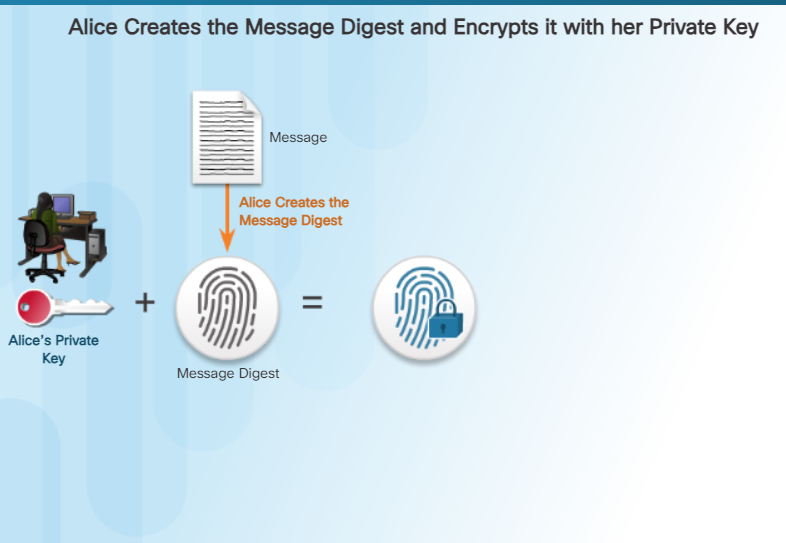 Alice Creates the Message Digest and Encrypts it with her Private Key
Message
Alice Creates the
Message Digest
+
=
Alice's Private
Key
Message Digest